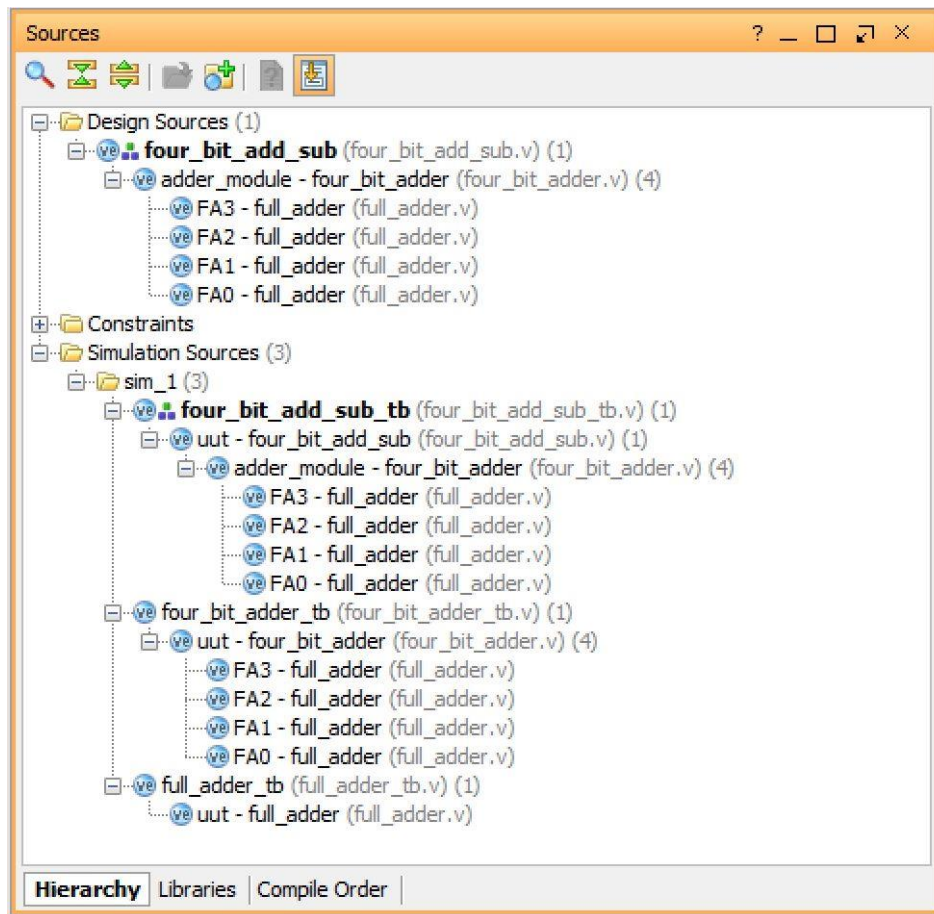 Sources
Design Sources (1)
four_bit_add_sub (four_bit_add_sub.v) (1)
adder_module - four_bit_adder (four_bit_adder.v) (4)
FA3 - full_adder (full_adder.v)
FA2 - full_adder (full_adder.v)
FA1 - full_adder (full_adder.v)
FA0 - full_adder (full_adder.v)
Constraints
Simulation Sources (3)
sim_1 (3)
four_bit_add_sub_tb (four_bit_add_sub_tb.v) (1)
uut - four_bit_add_sub (four_bit_add_sub.v) (1)
adder_module - four_bit_adder (four_bit_adder.v) (4)
FA3 - full_adder (full_adder.v)
FA2 - full_adder (full_adder.v)
FA1 - full_adder (full_adder.v)
FA0 - full_adder (full_adder.v)
four_bit_adder_tb (four_bit_adder_tb.v) (1)
uut - four_bit_adder (four_bit_adder.v) (4)
FA3 - full_adder (full_adder.v)
FA2 - full_adder (full_adder.v)
FA1 - full_adder (full_adder.v)
FA0 - full_adder (full_adder.v)
full_adder_tb (full_adder_tb.v) (1)
uut - full_adder (full_adder.v)
Hierarchy Libraries Compile Order